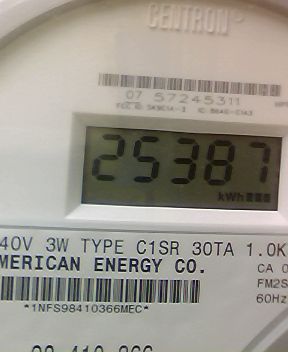 CENTRON
07 57245311
25387
kWh
40V 3W TYPE C1SR 30TA 1.0K
MERICAN ENERGY CO.
CA 0
FM2S
60Hz
*1NFS98410366MEC*